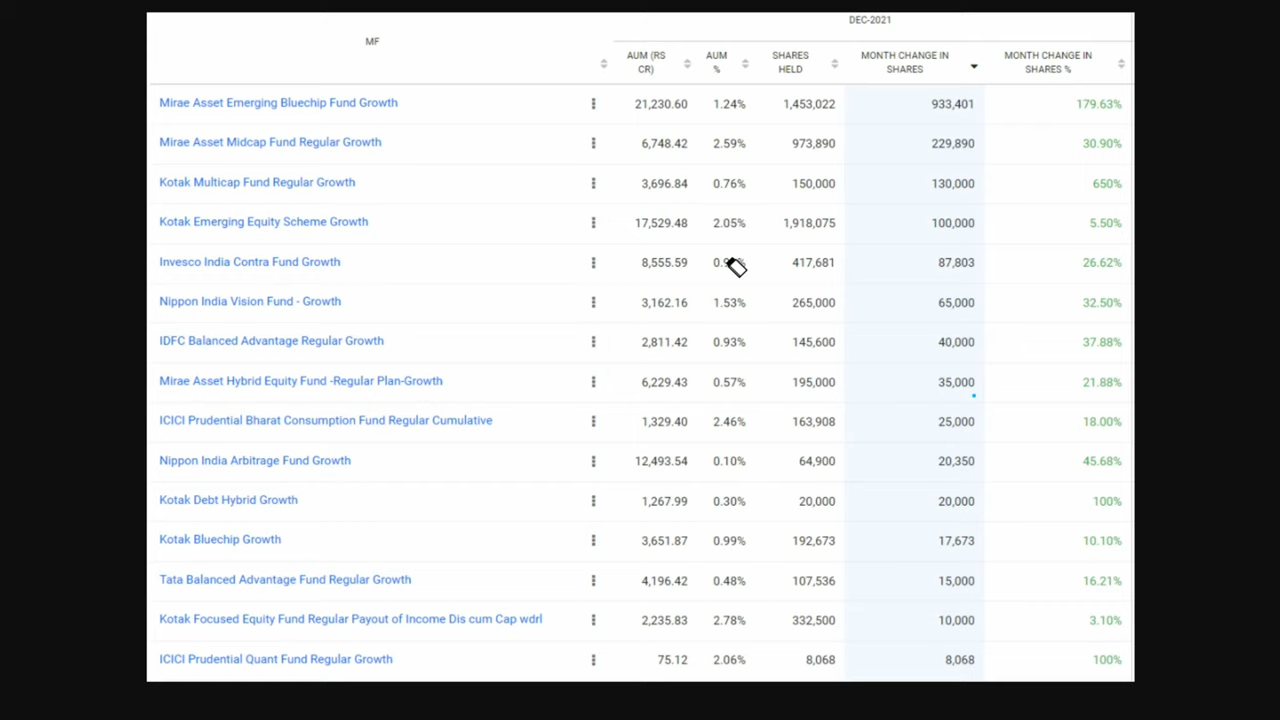 DEC-2021
MF AUM (RS CR) AUM % SHARES HELD MONTH CHANGE IN SHARES MONTH CHANGE IN SHARES %
Mirae Asset Emerging Bluechip Fund Growth 21,230.60 1.24% 1,453,022 933,401 179.63%
Mirae Asset Midcap Fund Regular Growth 6,748.42 2.59% 973,890 229,890 30.90%
Kotak Multicap Fund Regular Growth 3,696.84 0.76% 150,000 130,000 650%
Kotak Emerging Equity Scheme Growth 17,529.48 2.05% 1,918,075 100,000 5.50%
Invesco India Contra Fund Growth 8,555.59 417,681 87,803 26.62%
Nippon India Vision Fund - Growth 3,162.16 1.53% 265,000 65,000 32.50%
IDFC Balanced Advantage Regular Growth 2,811.42 0.93% 145,600 40,000 37.88%
Mirae Asset Hybrid Equity Fund -Regular Plan-Growth 6,229.43 0.57% 195,000 35,000 21.88%
ICICI Prudential Bharat Consumption Fund Regular Cumulative 1,329.40 2.46% 163,908 25,000 18.00%
Nippon India Arbitrage Fund Growth 12,493.54 0.10% 64,900 20,350 45.68%
Kotak Debt Hybrid Growth 1,267.99 0.30% 20,000 20,000 100%
Kotak Bluechip Growth 3,651.87 0.99% 192,673 17,673 10.10%
Tata Balanced Advantage Fund Regular Growth 4,196.42 0.48% 107,536 15,000 16.21%
Kotak Focused Equity Fund Regular Payout of Income Dis cum Cap wdrl 2,235.83 2.78% 332,500 10,000 3.10%
ICICI Prudential Quant Fund Regular Growth 75.12 2.06% 8,068 8,068 100%